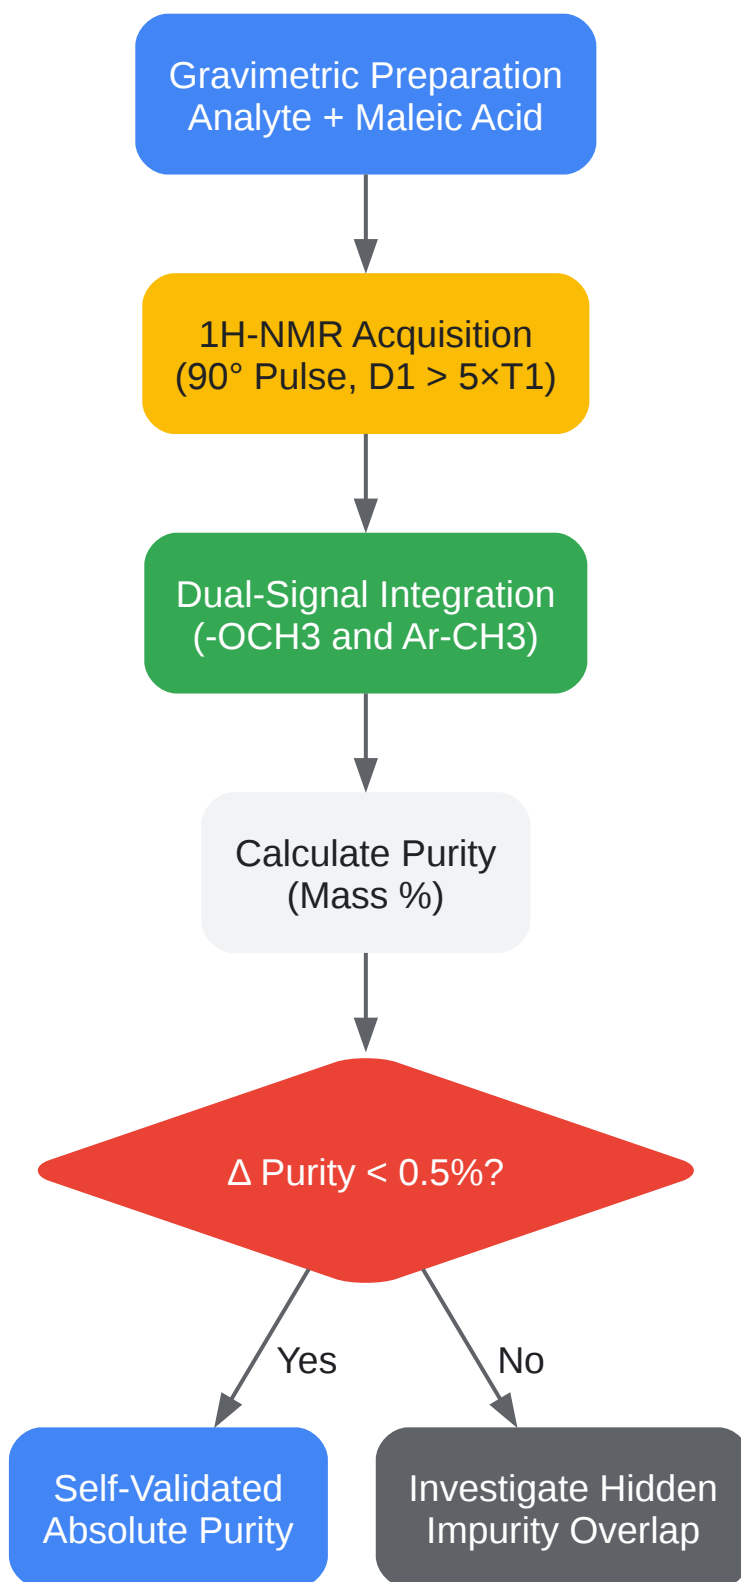 Gravimetric Preparation
Analyte + Maleic Acid
1H-NMR Acquisition
(90° Pulse, D1 > 5×T1)
Dual-Signal Integration
(-OCH3 and Ar-CH3)
Calculate Purity
(Mass %)
Δ Purity < 0.5%?
Yes
No
Self-Validated
Absolute Purity
Investigate Hidden
Impurity Overlap